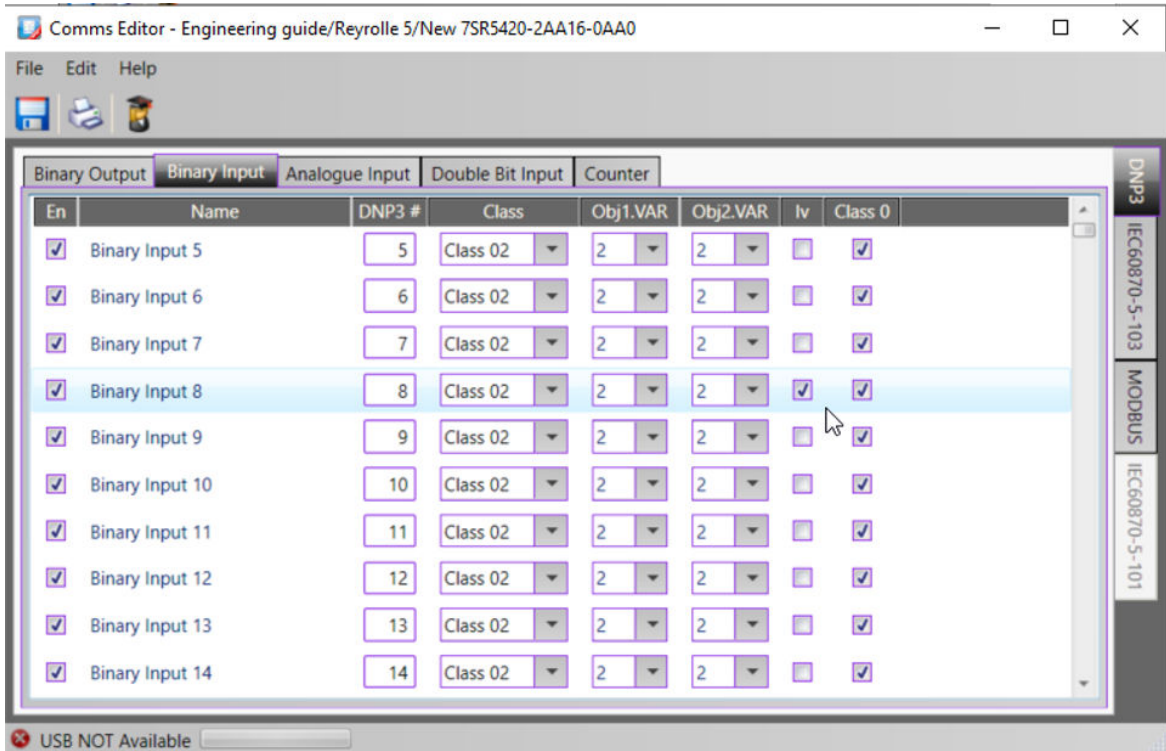 Comms Editor - Engineering guide/Reyrolle 5/New 7SR5420-2AA16-0AA0
File Edit Help
Binary Output Binary Input Analogue Input Double Bit Input Counter
En Name DNP3 # Class Obj1.VAR Obj2.VAR Iv Class 0
Binary Input 5 5 Class 02 2 2
Binary Input 6 6 Class 02 2 2
Binary Input 7 7 Class 02 2 2
Binary Input 8 8 Class 02 2 2
Binary Input 9 9 Class 02 2 2
Binary Input 10 10 Class 02 2 2
Binary Input 11 11 Class 02 2 2
Binary Input 12 12 Class 02 2 2
Binary Input 13 13 Class 02 2 2
Binary Input 14 14 Class 02 2 2
DNP3
IEC60870-5-103
MODBUS
IEC60870-5-101
USB NOT Available